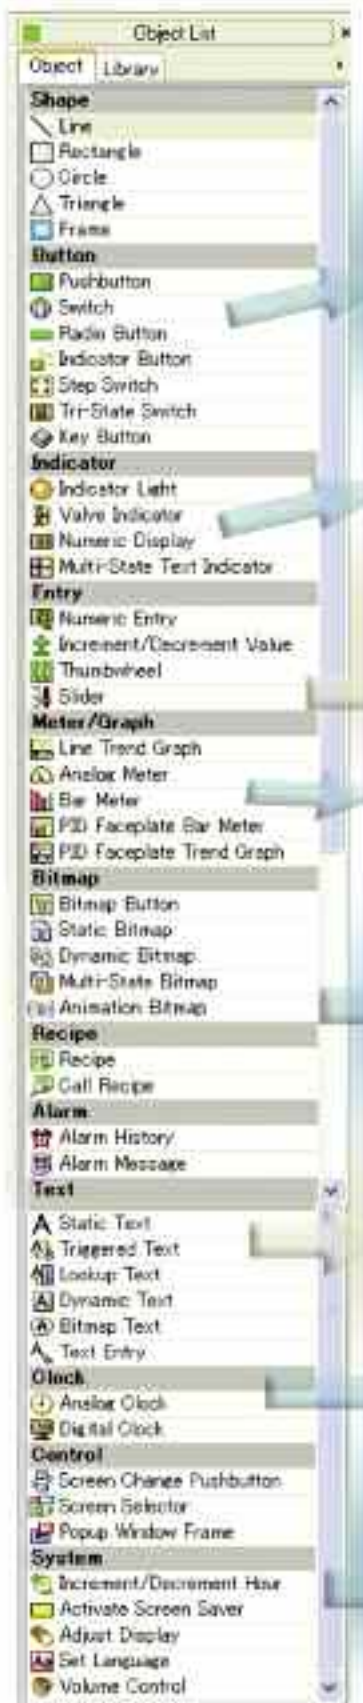 Object List
Object Library
Shape
Line
Rectangle
Circle
Triangle
Frame
Button
Pushbutton
Switch
Radio Button
Indicator Button
Step Switch
Tri-State Switch
Key Button
Indicator
Indicator Light
Valve Indicator
Numeric Display
Multi-State Text Indicator
Entry
Numeric Entry
Increment/Decrement Value
Thumbwheel
Slider
Meter/Graph
Line Trend Graph
Analog Meter
Bar Meter
PID Faceplate Bar Meter
PID Faceplate Trend Graph
Bitmap
Bitmap Button
Static Bitmap
Dynamic Bitmap
Multi-State Bitmap
Animation Bitmap
Recipe
Recipe
Call Recipe
Alarm
Alarm History
Alarm Message
Text
Static Text
Triggered Text
Lookup Text
Dynamic Text
Bitmap Text
Text Entry
Clock
Analog Clock
Digital Clock
Control
Screen Change Pushbutton
Screen Selector
Popup Window Frame
System
Increment/Decrement Hour
Activate Screen Saver
Adjust Display
Set Language
Volume Control